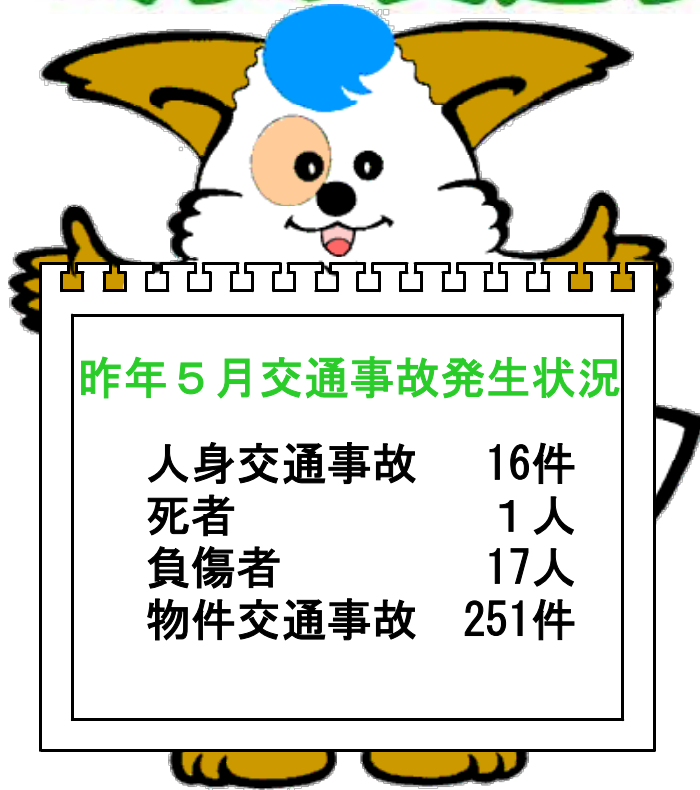 昨年５月交通事故発生状況
人身交通事故　16件
死者　１人
負傷者　17人
物件交通事故　251件